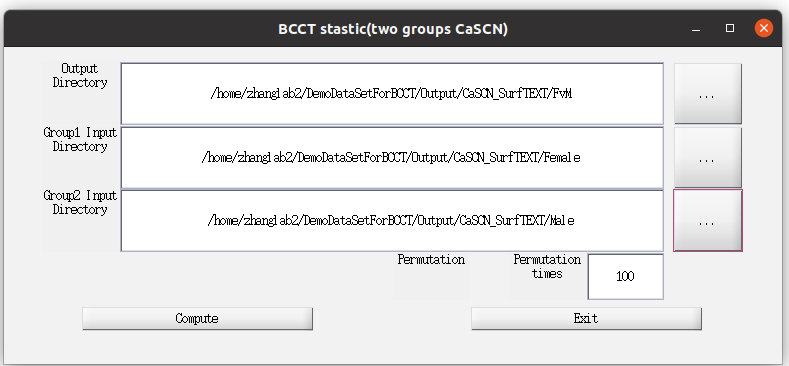 BCCT stastic(two groups CaSCN)
Output
Directory
/home/zhanglab2/DemoDataSetForBCCT/Output/CaSCN_SurfTEXT/FvM
...
Group1 Input
Directory
/home/zhanglab2/DemoDataSetForBCCT/Output/CaSCN_SurfTEXT/Female
...
Group2 Input
Directory
/home/zhanglab2/DemoDataSetForBCCT/Output/CaSCN_SurfTEXT/Male
...
Permutation
Permutation
times
100
Compute
Exit